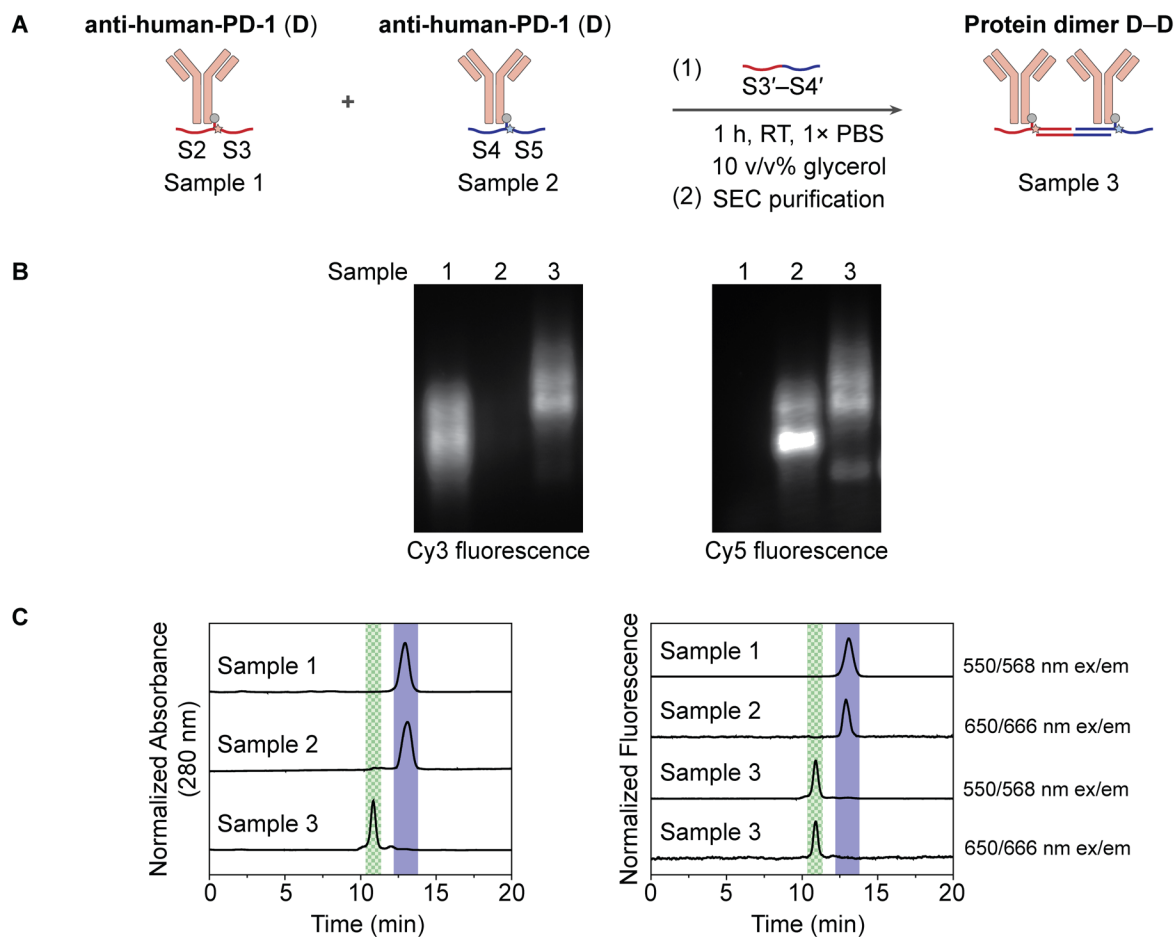 A
anti-human-PD-1 (D)
anti-human-PD-1 (D)
Protein dimer D–D
+
(1)
S3′–S4′
1 h, RT, 1× PBS
10 v/v% glycerol
(2) SEC purification
S2 S3
S4 S5
Sample 1
Sample 2
Sample 3
B
Sample 1 2 3
1 2 3
Cy3 fluorescence
Cy5 fluorescence
C
Normalized Absorbance
(280 nm)
Sample 1
Sample 2
Sample 3
0 5 10 15 20
Time (min)
Normalized Fluorescence
Sample 1
550/568 nm ex/em
Sample 2
650/666 nm ex/em
Sample 3
550/568 nm ex/em
Sample 3
650/666 nm ex/em
0 5 10 15 20
Time (min)